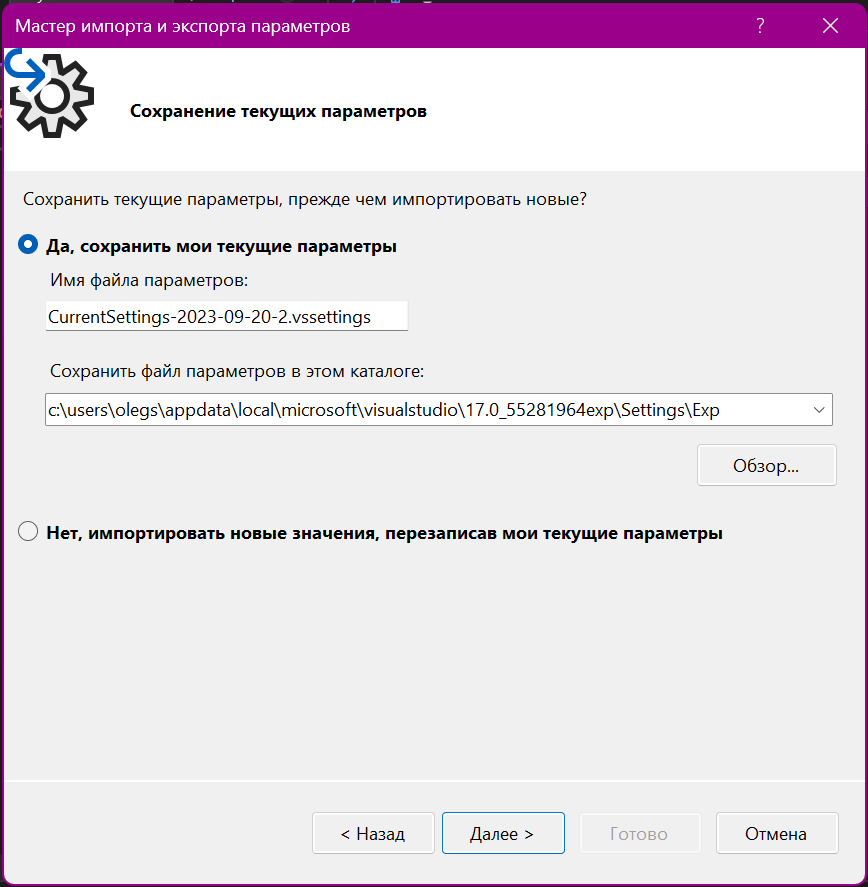 Мастер импорта и экспорта параметров
?
Сохранение текущих параметров
Сохранить текущие параметры, прежде чем импортировать новые?
Да, сохранить мои текущие параметры
Имя файла параметров:
CurrentSettings-2023-09-20-2.vssettings
Сохранить файл параметров в этом каталоге:
c:\users\olegs\appdata\local\microsoft\visualstudio\17.0_55281964exp\Settings\Exp
Обзор...
Нет, импортировать новые значения, перезаписав мои текущие параметры
< Назад Далее > Готово Отмена